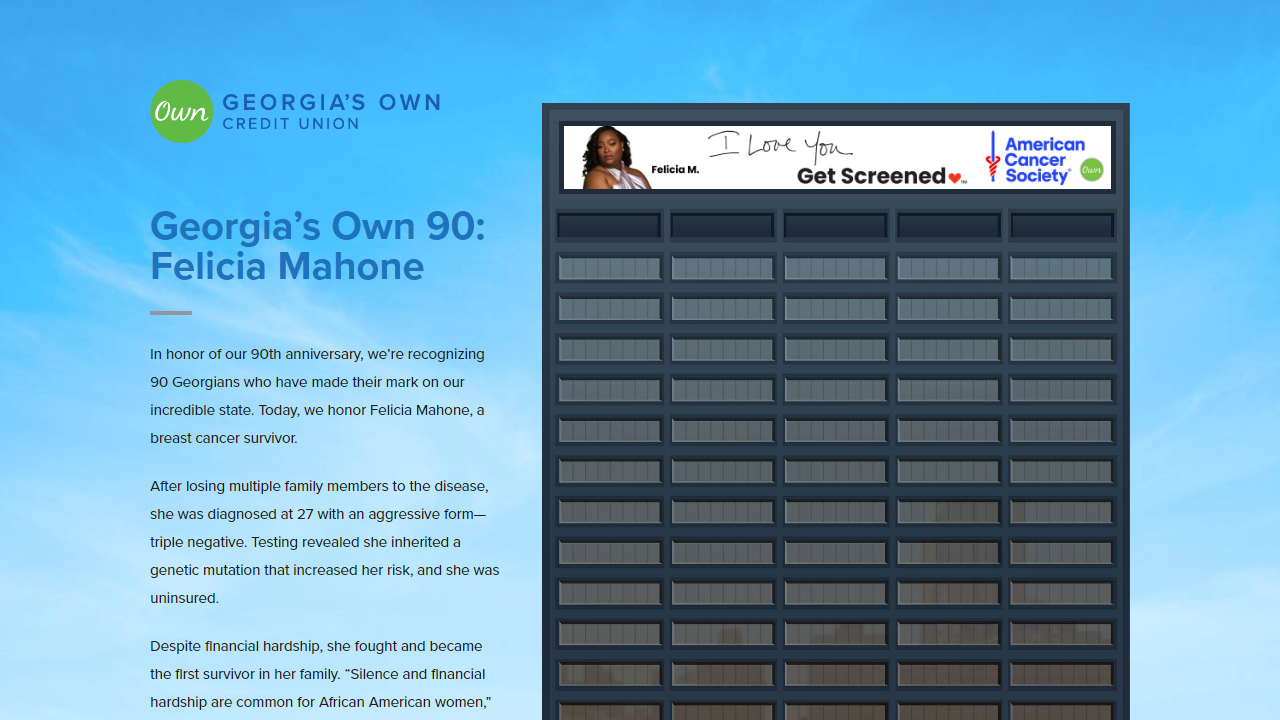 Own
GEORGIA'S OWN
CREDIT UNION
Georgia's Own 90:
Felicia Mahone
In honor of our 90th anniversary, we're recognizing
90 Georgians who have made their mark on our
incredible state. Today, we honor Felicia Mahone, a
breast cancer survivor.
After losing multiple family members to the disease,
she was diagnosed at 27 with an aggressive form—
triple negative. Testing revealed she inherited a
genetic mutation that increased her risk, and she was
uninsured.
Despite financial hardship, she fought and became
the first survivor in her family. “Silence and financial
hardship are common for African American women,”
Felicia M.
I Love You
Get Screened™
American
Cancer
Society®
Own